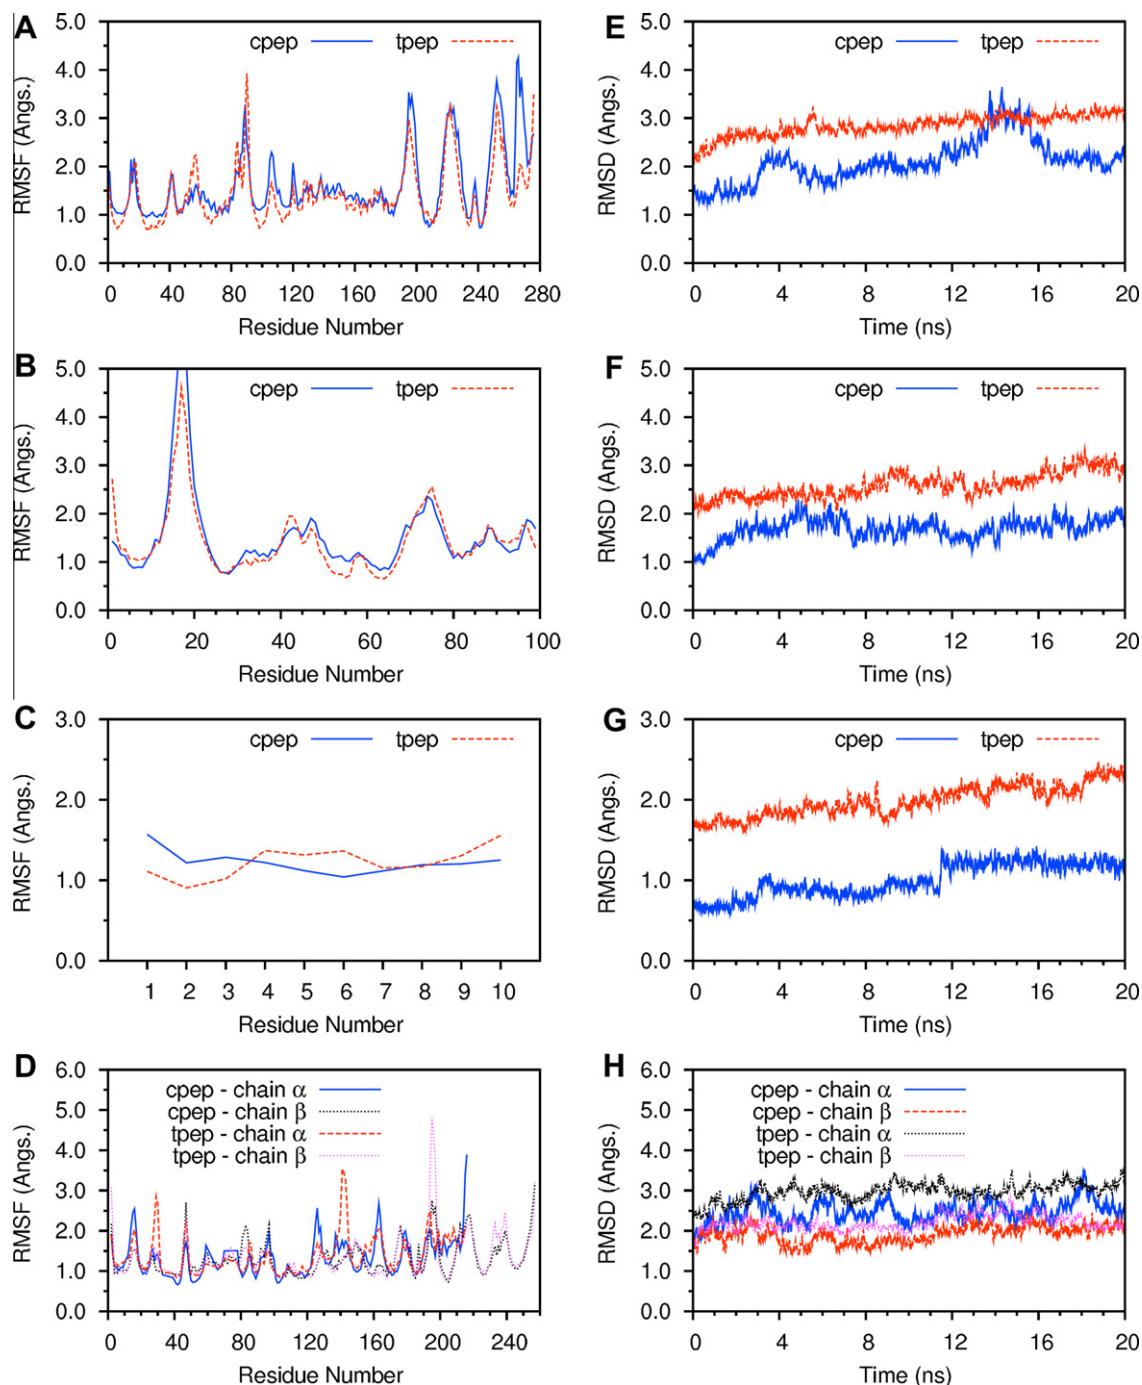 A
5.0
cpep tpep
4.0
3.0
2.0
1.0
0.0
RMSF (Angs.)
0 40 80 120 160 200 240 280
Residue Number
E
5.0
cpep tpep
4.0
3.0
2.0
1.0
0.0
RMSD (Angs.)
0 4 8 12 16 20
Time (ns)
B
5.0
cpep tpep
4.0
3.0
2.0
1.0
0.0
RMSF (Angs.)
0 20 40 60 80 100
Residue Number
F
5.0
cpep tpep
4.0
3.0
2.0
1.0
0.0
RMSD (Angs.)
0 4 8 12 16 20
Time (ns)
C
3.0
cpep tpep
2.0
1.0
0.0
RMSF (Angs.)
1 2 3 4 5 6 7 8 9 10
Residue Number
G
3.0
cpep tpep
2.0
1.0
0.0
RMSD (Angs.)
0 4 8 12 16 20
Time (ns)
D
6.0
cpep - chain α
cpep - chain β
tpep - chain α
tpep - chain β
5.0
4.0
3.0
2.0
1.0
0.0
RMSF (Angs.)
0 40 80 120 160 200 240
Residue Number
H
6.0
cpep - chain α
cpep - chain β
tpep - chain α
tpep - chain β
5.0
4.0
3.0
2.0
1.0
0.0
RMSD (Angs.)
0 4 8 12 16 20
Time (ns)